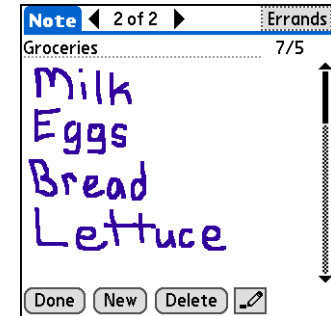 Note 2 of 2 Errands
Groceries 7/5
Milk
Eggs
Bread
Lettuce
Done New Delete